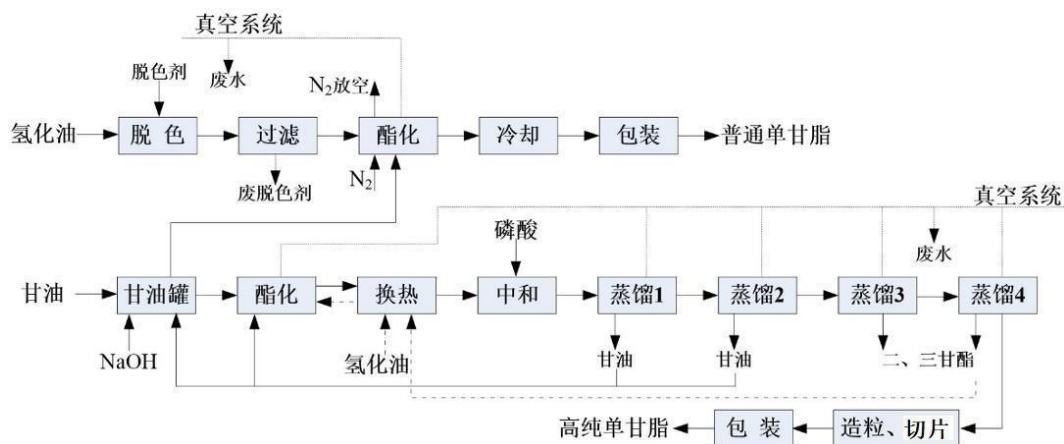 真空系统
脱色剂
废水
N₂放空
氢化油
脱 色
过滤
酯化
冷却
包装
普通单甘脂
废脱色剂
N₂
真空系统
磷酸
废水
甘油
甘油罐
酯化
换热
中和
蒸馏1
蒸馏2
蒸馏3
蒸馏4
NaOH
氢化油
甘油
甘油
二、三甘酯
高纯单甘脂
包 装
造粒、切片